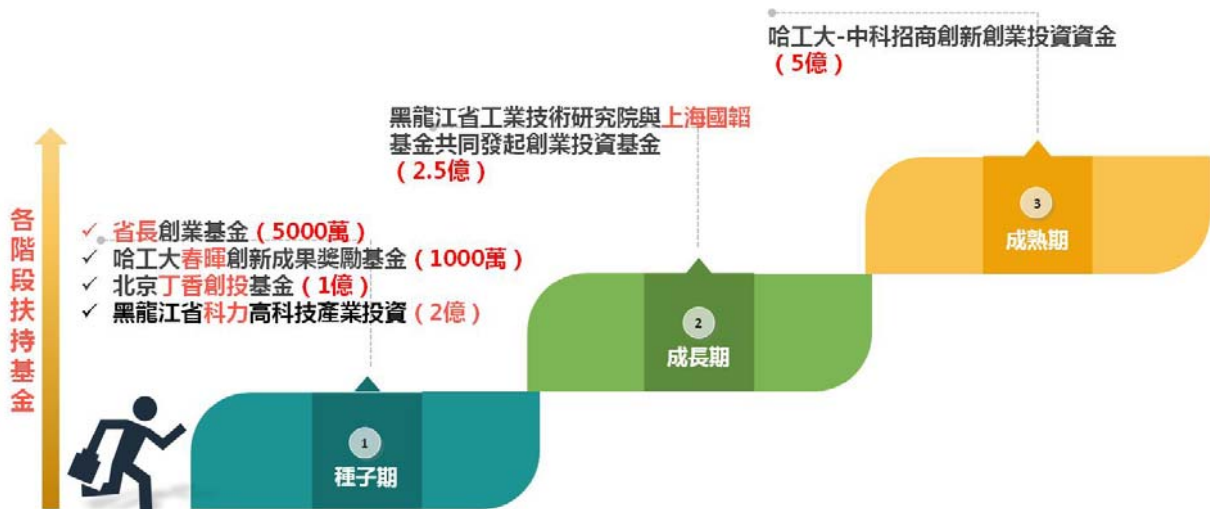 哈工大-中科招商創新創業投資資金
（5億）
黑龍江省工業技術研究院與上海國韜
基金共同發起創業投資基金
（2.5億）
各階段扶持基金
✓ 省長創業基金（5000萬）
✓ 哈工大春暉創新成果奬勵基金（1000萬）
✓ 北京丁香創投基金（1億）
✓ 黑龍江省科力高科技產業投資（2億）
3
成熟期
2
成長期
1
種子期